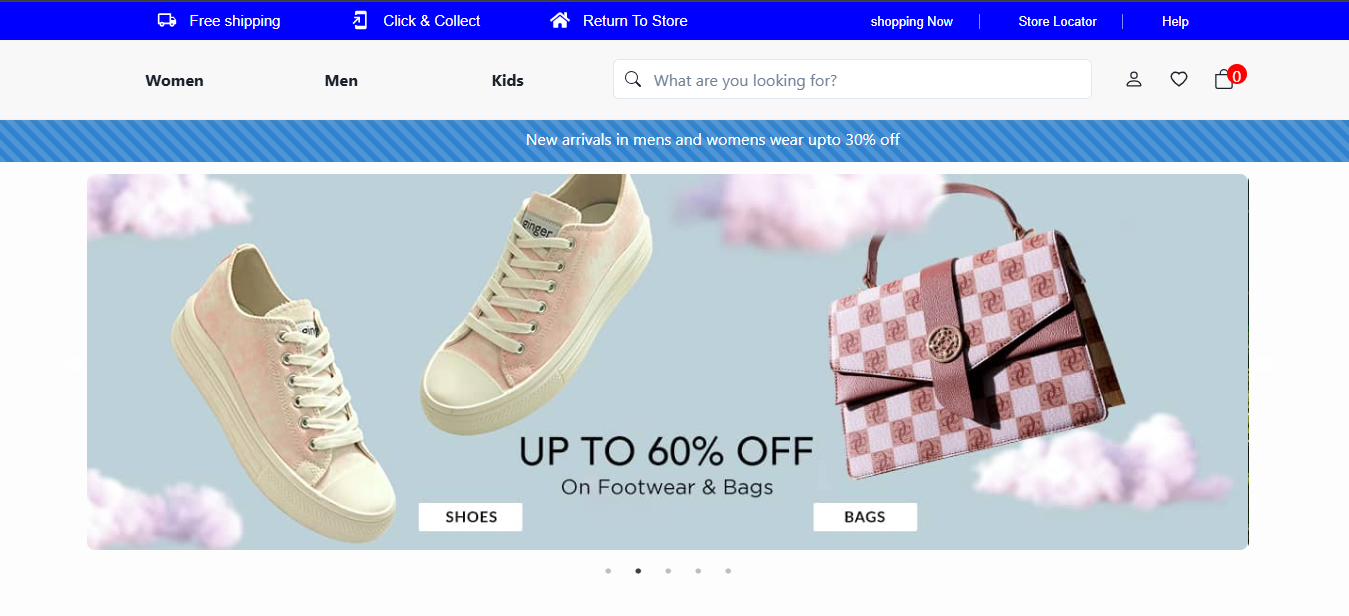 Free shipping Click & Collect Return To Store shopping Now Store Locator Help
Women Men Kids What are you looking for? 0
New arrivals in mens and womens wear upto 30% off
ginger
UP TO 60% OFF
On Footwear & Bags
SHOES BAGS